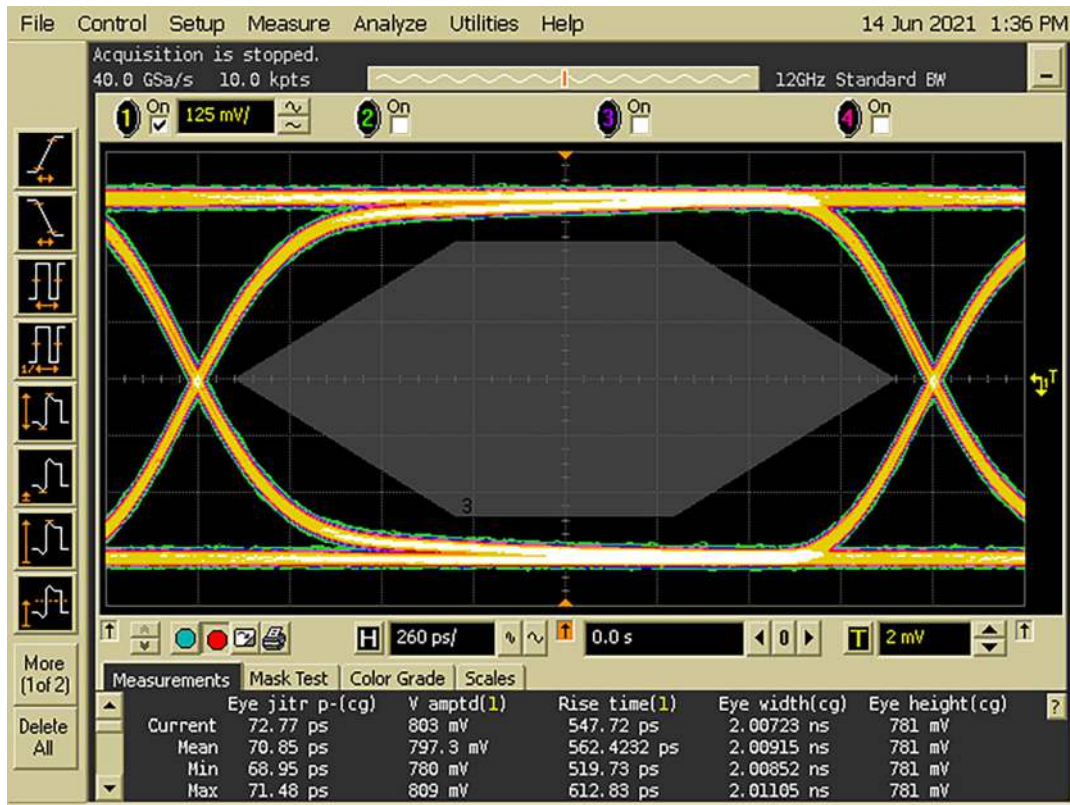 File Control Setup Measure Analyze Utilities Help 14 Jun 2021 1:36 PM
Acquisition is stopped.
40.0 GSa/s 10.0 kpts 12GHz Standard BW
1 On 125 mV/ 2 On 3 On 4 On
3
T
H 260 ps/ 0.0 s 0 T 2 mV
More
(1of 2)
Delete
All
Measurements Mask Test Color Grade Scales
Eye jitr p-(cg) V amptd(1) Rise time(1) Eye width(cg) Eye height(cg) ?
Current 72.77 ps 803 mV 547.72 ps 2.00723 ns 781 mV
Mean 70.85 ps 797.3 mV 562.4232 ps 2.00915 ns 781 mV
Min 68.95 ps 780 mV 519.73 ps 2.00852 ns 781 mV
Max 71.48 ps 809 mV 612.83 ps 2.01105 ns 781 mV